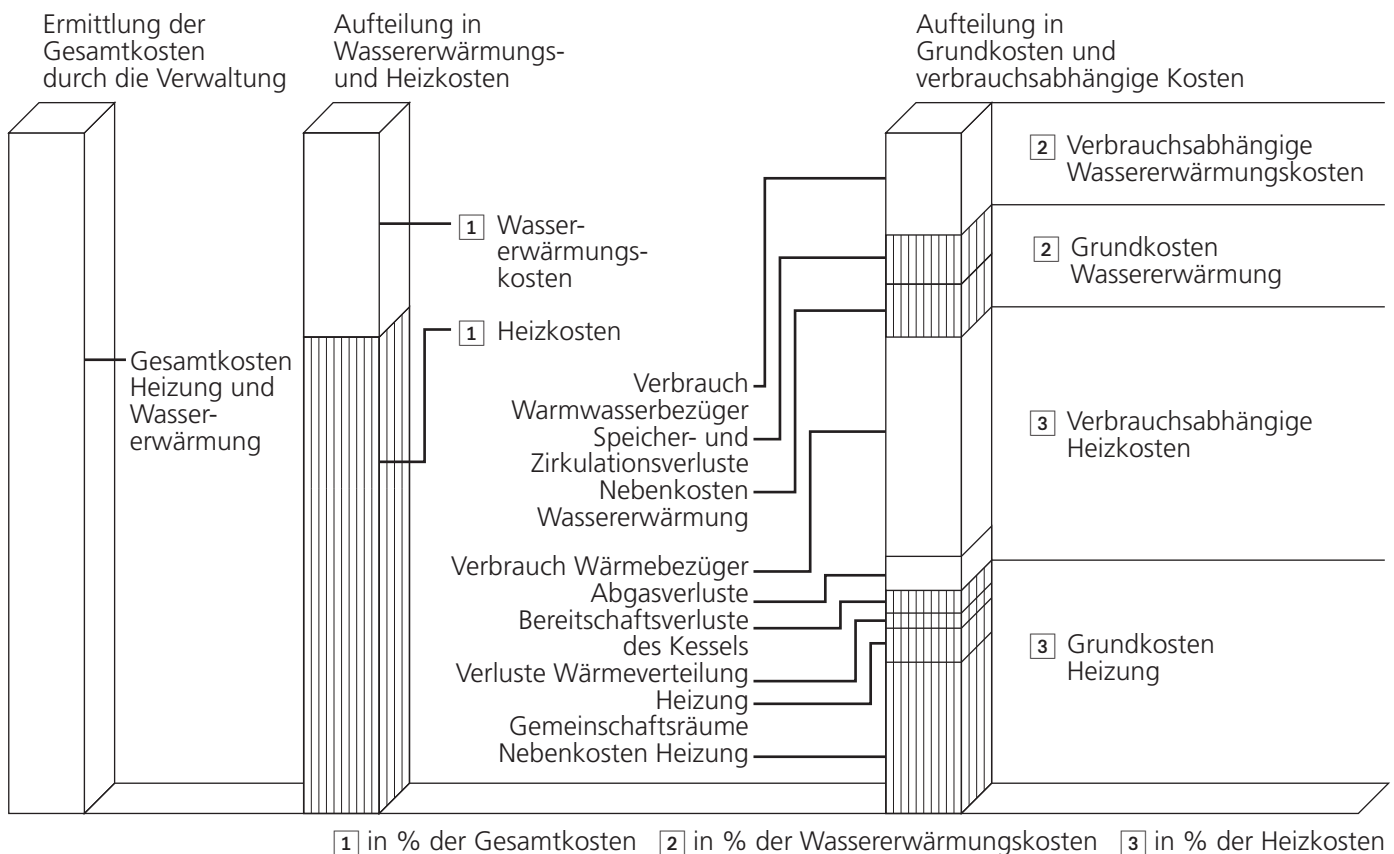 Ermittlung der
Gesamtkosten
durch die Verwaltung
Aufteilung in
Wassererwärmungs-
und Heizkosten
Aufteilung in
Grundkosten und
verbrauchsabhängige Kosten
Gesamtkosten
Heizung und
Wasser-
erwärmung
1 Wasser-
erwärmungs-
kosten
1 Heizkosten
Verbrauch
Warmwasserbezüger
Speicher- und
Zirkulationsverluste
Nebenkosten
Wassererwärmung
Verbrauch Wärmebezüger
Abgasverluste
Bereitschaftsverluste
des Kessels
Verluste Wärmeverteilung
Heizung
Gemeinschaftsräume
Nebenkosten Heizung
2 Verbrauchsabhängige
Wassererwärmungskosten
2 Grundkosten
Wassererwärmung
3 Verbrauchsabhängige
Heizkosten
3 Grundkosten
Heizung
1 in % der Gesamtkosten 2 in % der Wassererwärmungskosten 3 in % der Heizkosten